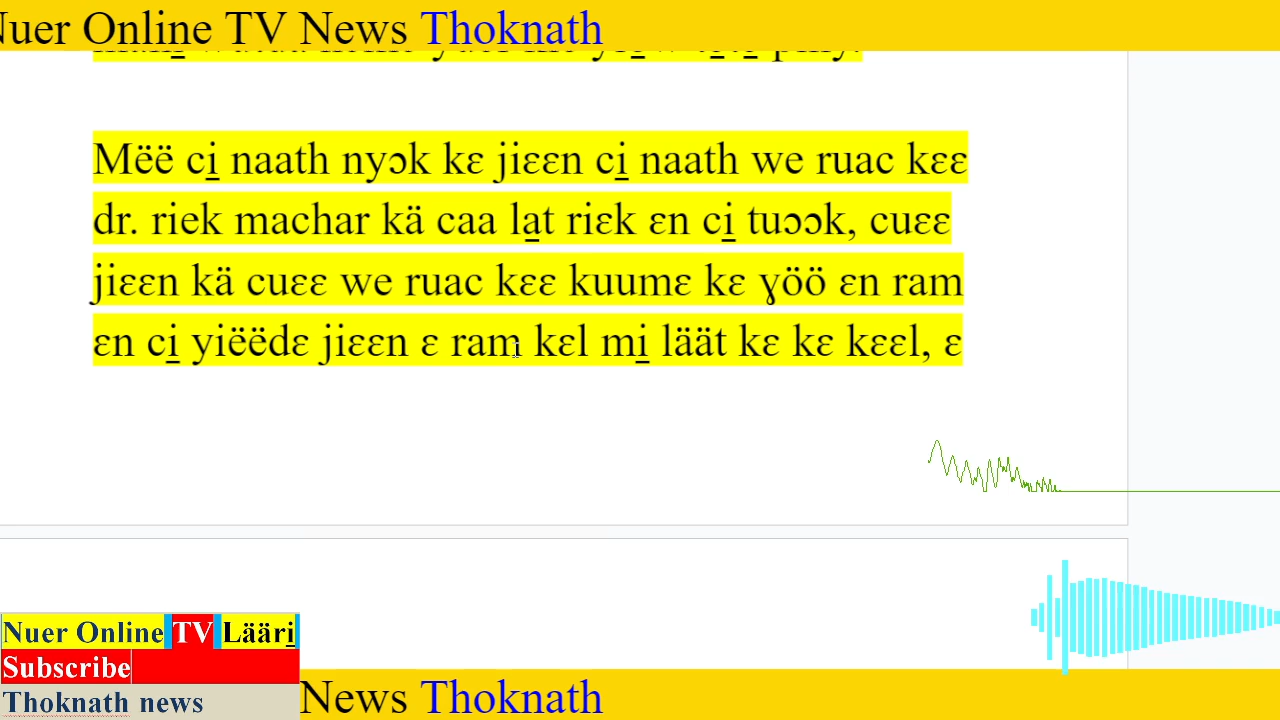 Nuer Online TV News Thoknath
Mëë ci̱ naath nyɔk kɛ jiɛɛn ci̱ naath we ruac kɛɛ
dr. riek machar kä caa la̱t riɛk ɛn ci̱ tuɔɔk, cuɛɛ
jiɛɛn kä cuɛɛ we ruac kɛɛ kuumɛ kɛ ɣöö ɛn ram
ɛn ci̱ yiëëdɛ jiɛɛn ɛ ram kɛl mi̱ läät kɛ kɛ kɛɛl, ɛ
Nuer Online TV Lääri̱
Subscribe
Thoknath news
News Thoknath